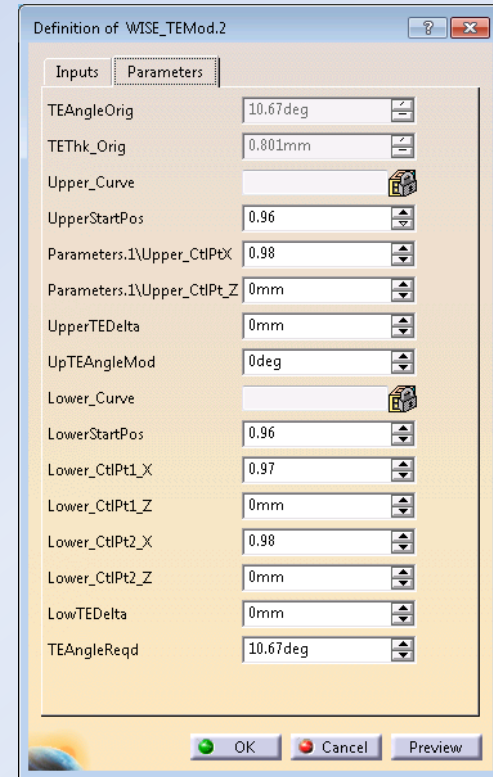 Definition of WISE_TEMod.2
Inputs Parameters
TEAngleOrig 10.67deg
TEThk_Orig 0.801mm
Upper_Curve
UpperStartPos 0.96
Parameters.1\Upper_CtlPtX 0.98
Parameters.1\Upper_CtlPt_Z 0mm
UpperTEDelta 0mm
UpTEAngleMod 0deg
Lower_Curve
LowerStartPos 0.96
Lower_CtlPt1_X 0.97
Lower_CtlPt1_Z 0mm
Lower_CtlPt2_X 0.98
Lower_CtlPt2_Z 0mm
LowTEDelta 0mm
TEAngleReqd 10.67deg
OK Cancel Preview